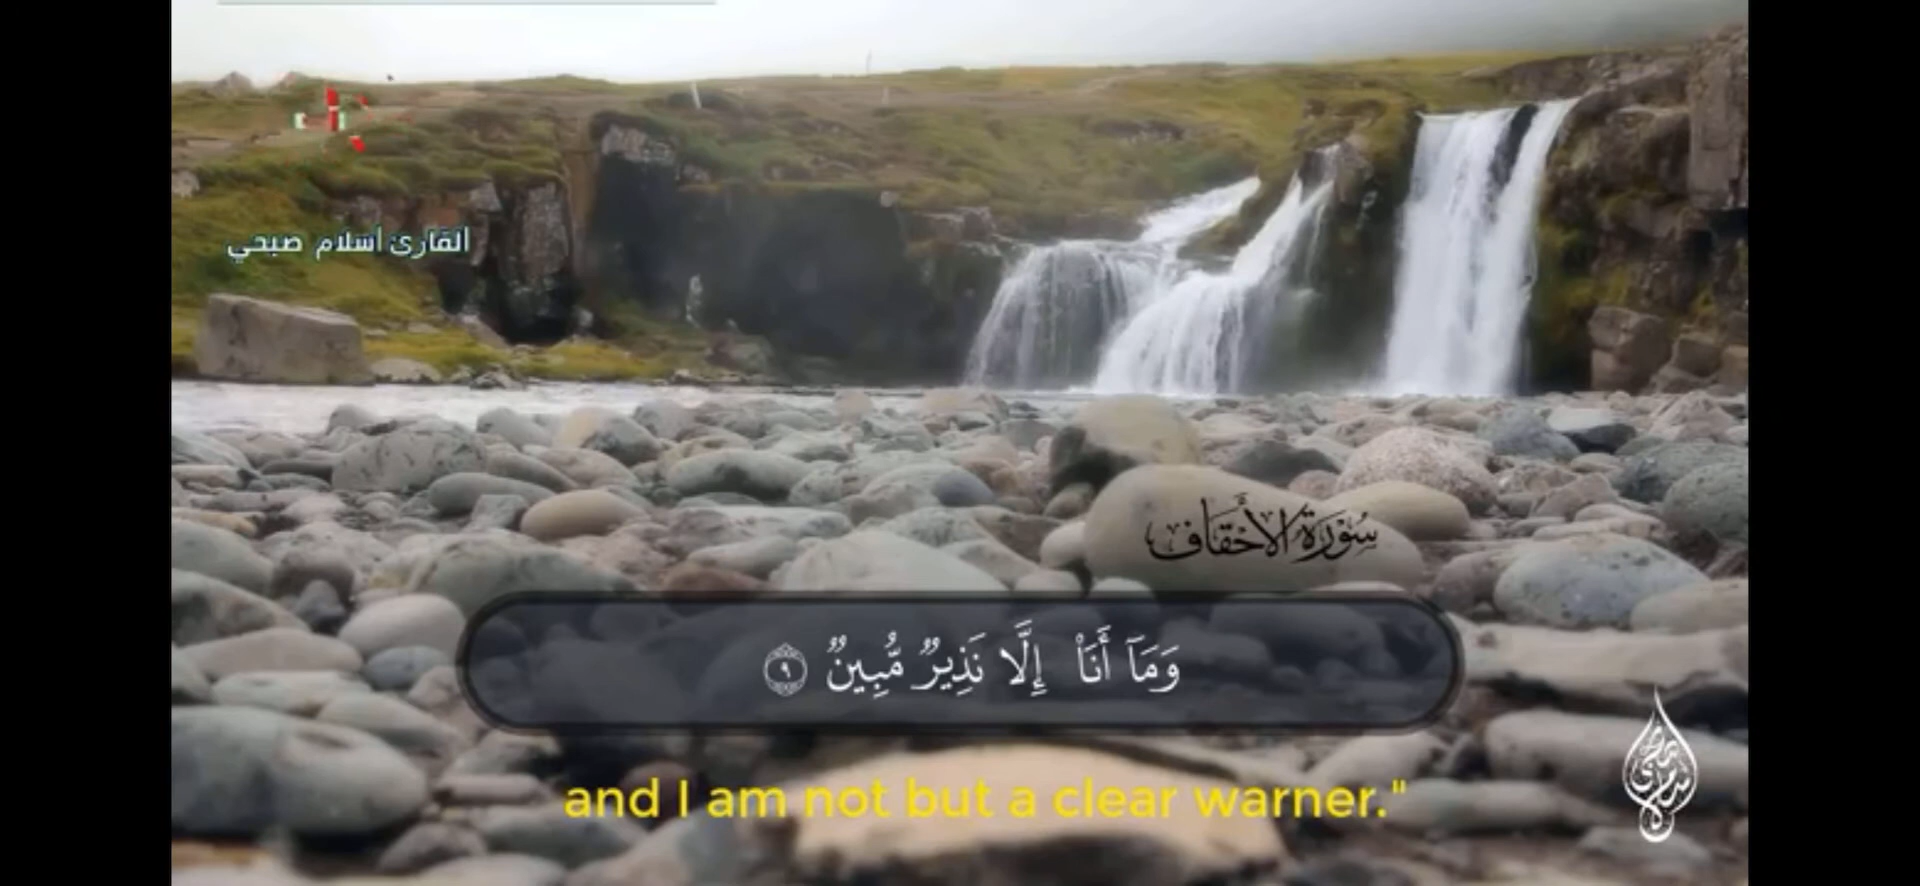 القارئ اسلام صبحي
سُورَةُ الأَحْقَاف
وَمَآ أَنَا۠ إِلَّا نَذِيرٌ مُّبِينٌ ٩
and I am not but a clear warner."